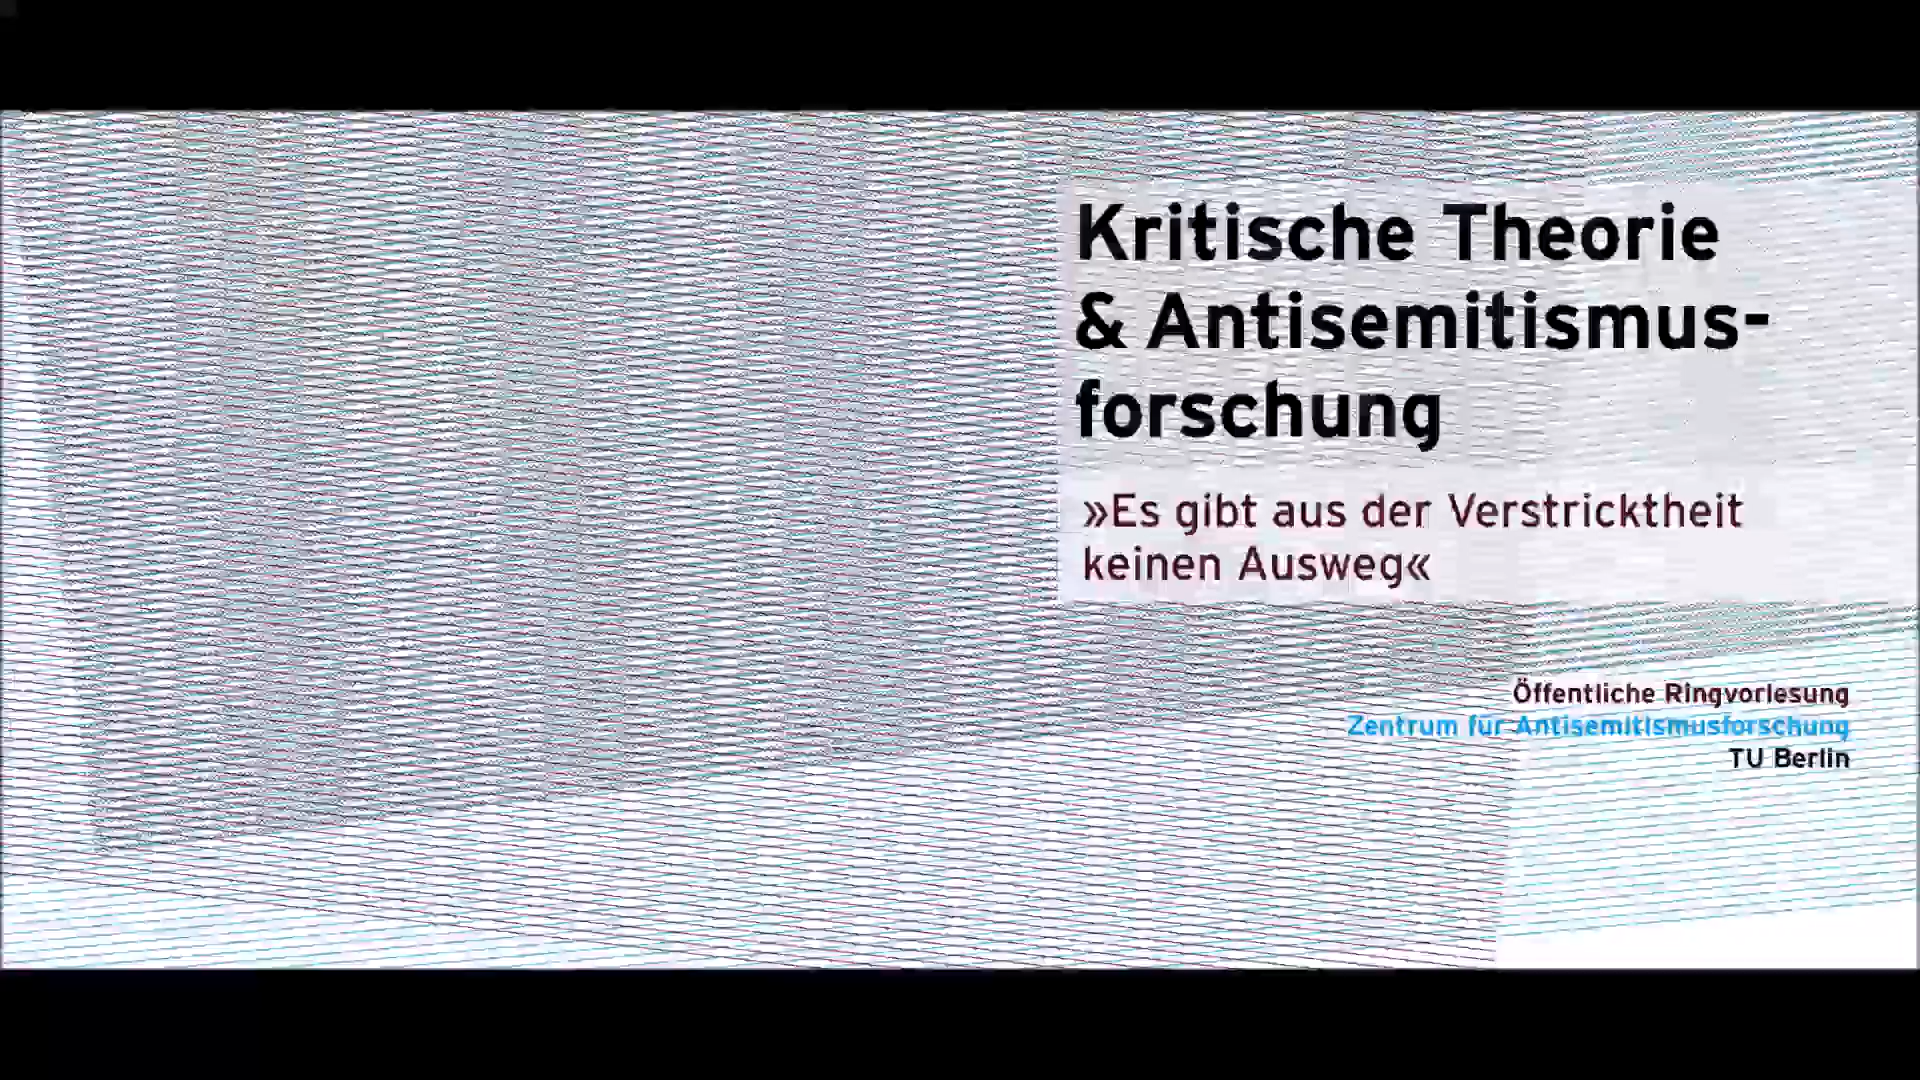 Kritische Theorie
& Antisemitismus-
forschung
»Es gibt aus der Verstricktheit
keinen Ausweg«
Öffentliche Ringvorlesung
Zentrum für Antisemitismusforschung
TU Berlin